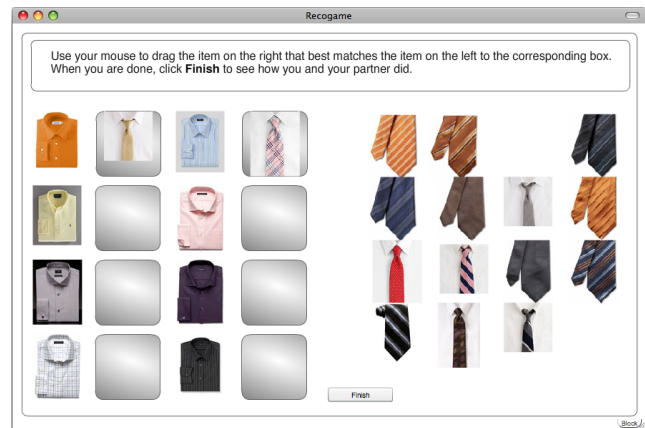 Recogame
Use your mouse to drag the item on the right that best matches the item on the left to the corresponding box.
When you are done, click Finish to see how you and your partner did.
Finish
Block